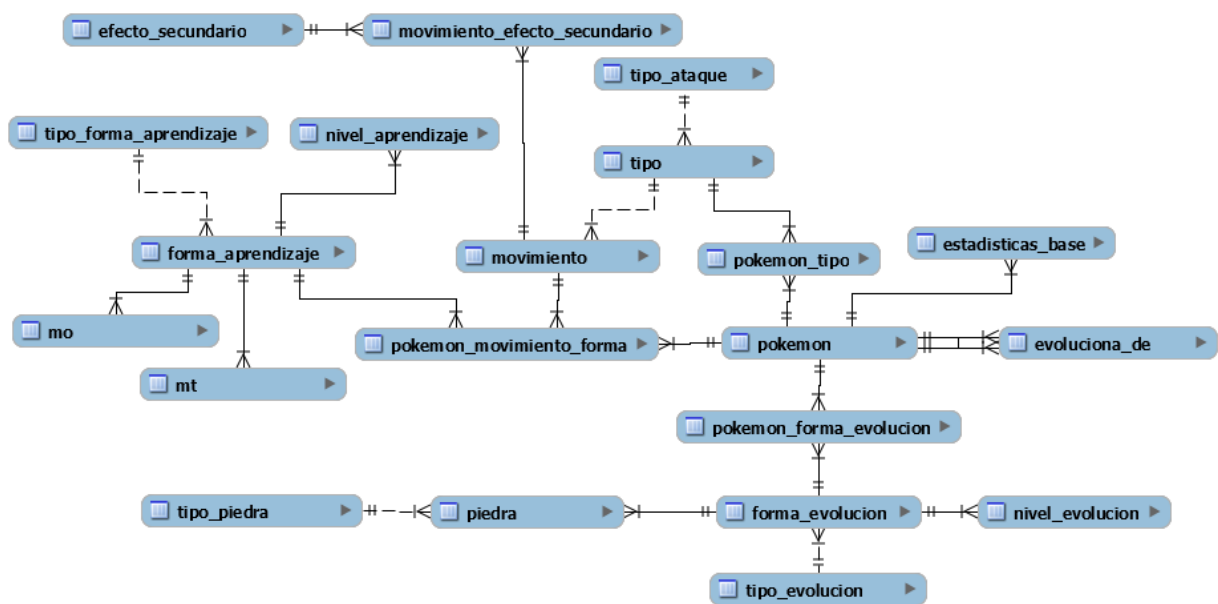 efecto_secundario
movimiento_efecto_secundario
tipo_ataque
tipo_forma_aprendizaje
nivel_aprendizaje
tipo
forma_aprendizaje
movimiento
pokemon_tipo
estadisticas_base
mo
pokemon_movimiento_forma
pokemon
evoluciona_de
mt
pokemon_forma_evolucion
tipo_piedra
piedra
forma_evolucion
nivel_evolucion
tipo_evolucion